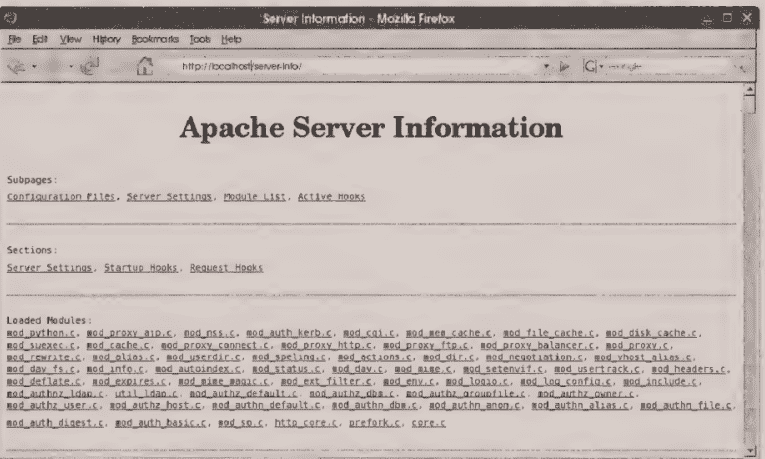 Server Information - Mozilla Firefox
File Edit View History Bookmarks Tools Help
http://localhost/server-info/
Apache Server Information
Subpages:
Configuration Files, Server Settings, Module List, Active Hooks
Sections:
Server Settings, Startup Hooks, Request Hooks
Loaded Modules:
mod_python.c, mod_proxy_ajp.c, mod_nss.c, mod_auth_kerb.c, mod_cgi.c, mod_mem_cache.c, mod_file_cache.c, mod_disk_cache.c,
mod_suexec.c, mod_cache.c, mod_proxy_connect.c, mod_proxy_http.c, mod_proxy_ftp.c, mod_proxy_balancer.c, mod_proxy.c,
mod_rewrite.c, mod_alias.c, mod_userdir.c, mod_speling.c, mod_actions.c, mod_dir.c, mod_negotiation.c, mod_vhost_alias.c,
mod_dav_fs.c, mod_info.c, mod_autoindex.c, mod_status.c, mod_dav.c, mod_mime.c, mod_setenvif.c, mod_usertrack.c, mod_headers.c,
mod_deflate.c, mod_expires.c, mod_mime_magic.c, mod_ext_filter.c, mod_env.c, mod_logio.c, mod_log_config.c, mod_include.c,
mod_authnz_ldap.c, util_ldap.c, mod_authz_default.c, mod_authz_dbm.c, mod_authz_groupfile.c, mod_authz_owner.c,
mod_authz_user.c, mod_authz_host.c, mod_authn_default.c, mod_authn_dbm.c, mod_authn_anon.c, mod_authn_alias.c, mod_authn_file.c,
mod_auth_digest.c, mod_auth_basic.c, mod_so.c, http_core.c, prefork.c, core.c